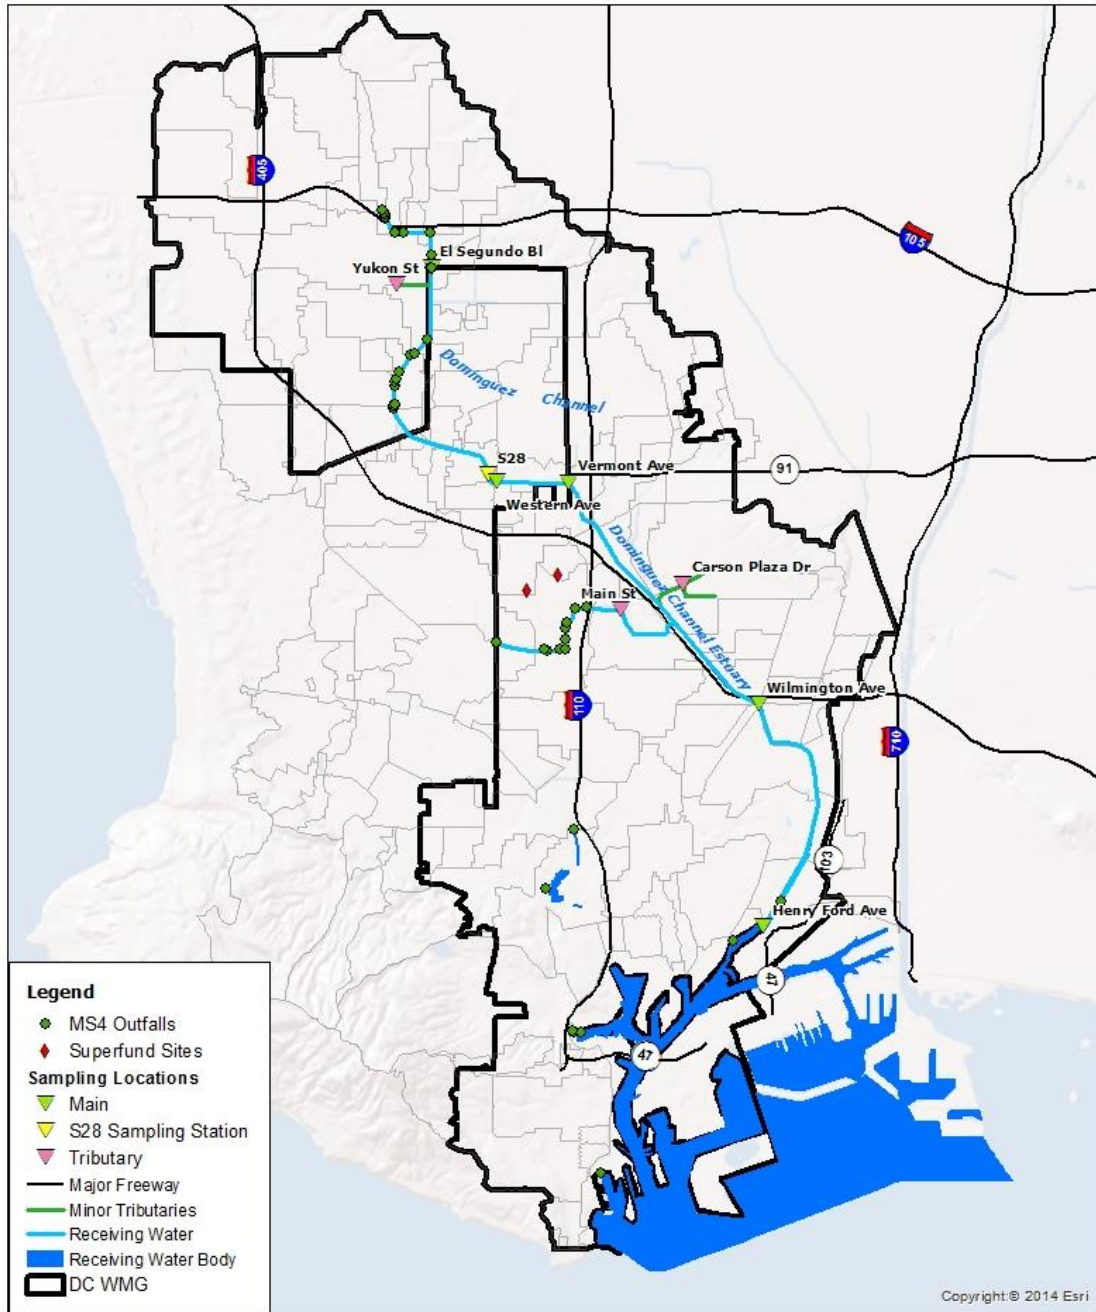 405
105
El Segundo Bl
Yukon St
Dominguez Channel
S28
Vermont Ave
91
Western Ave
Dominguez Channel Estuary
Carson Plaza Dr
Main St
Wilmington Ave
110
710
103
Henry Ford Ave
47
47
Legend
MS4 Outfalls
Superfund Sites
Sampling Locations
Main
S28 Sampling Station
Tributary
Major Freeway
Minor Tributaries
Receiving Water
Receiving Water Body
DC WMG
Copyright:© 2014 Esri